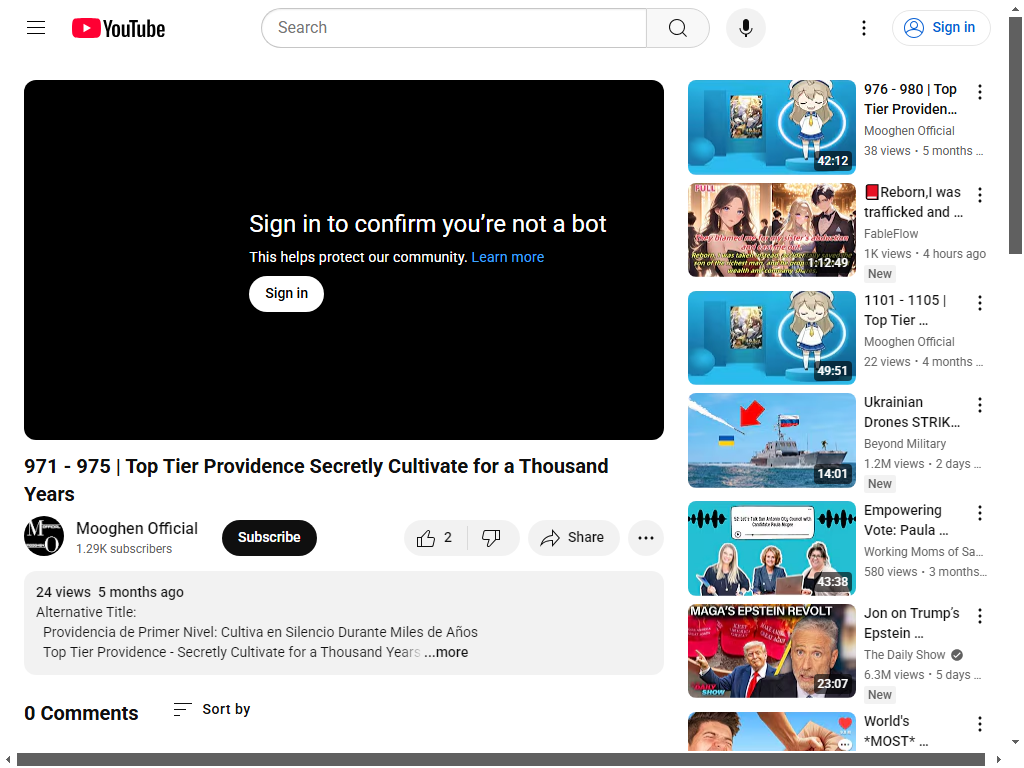 YouTube
Search
Sign in
Sign in to confirm you’re not a bot
This helps protect our community. Learn more
Sign in
971 - 975 | Top Tier Providence Secretly Cultivate for a Thousand
Years
Mooghen Official
1.29K subscribers
Subscribe
2
Share
24 views 5 months ago
Alternative Title:
Providencia de Primer Nivel: Cultiva en Silencio Durante Miles de Años
Top Tier Providence - Secretly Cultivate for a Thousand Years ...more
0 Comments
Sort by
42:12
976 - 980 | Top
Tier Providen…
Mooghen Official
38 views • 5 months …
FULL
1:12:49
📕Reborn,I was
trafficked and …
FableFlow
1K views • 4 hours ago
New
49:51
1101 - 1105 |
Top Tier …
Mooghen Official
22 views • 4 months …
14:01
Ukrainian
Drones STRIK…
Beyond Military
1.2M views • 2 days …
New
43:38
Empowering
Vote: Paula …
Working Moms of Sa…
580 views • 3 months…
MAGA'S EPSTEIN REVOLT
DAILY
SHOW
23:07
Jon on Trump’s
Epstein …
The Daily Show
6.3M views • 5 days …
New
World's
*MOST* …